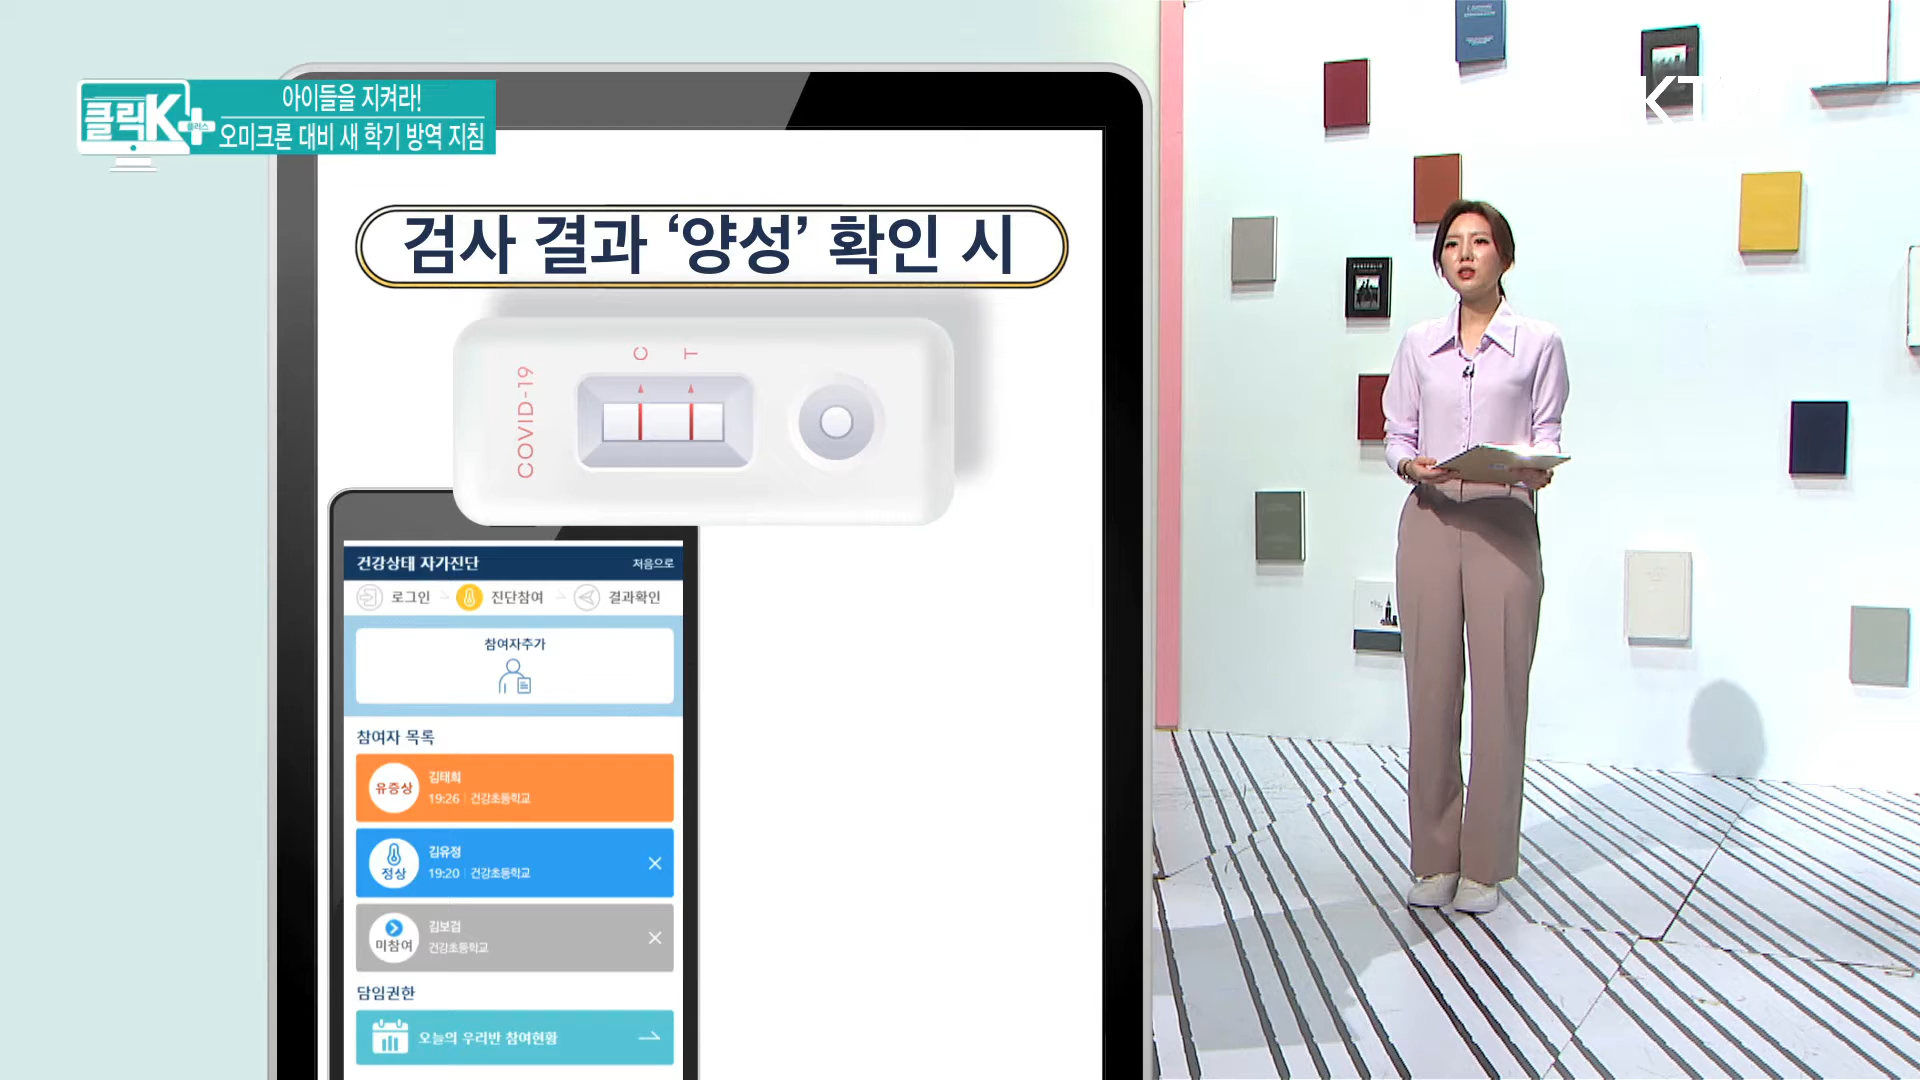 클릭K+
플러스
아이들을 지켜라!
오미크론 대비 새 학기 방역 지침
KT
검사 결과 ‘양성’ 확인 시
C T
COVID-19
건강상태 자가진단 처음으로
로그인 진단참여 결과확인
참여자추가
참여자 목록
유증상
김태희
19:26 | 건강초등학교
정상
김유정
19:20 | 건강초등학교
미참여
김보검
건강초등학교
담임권한
오늘의 우리반 참여현황